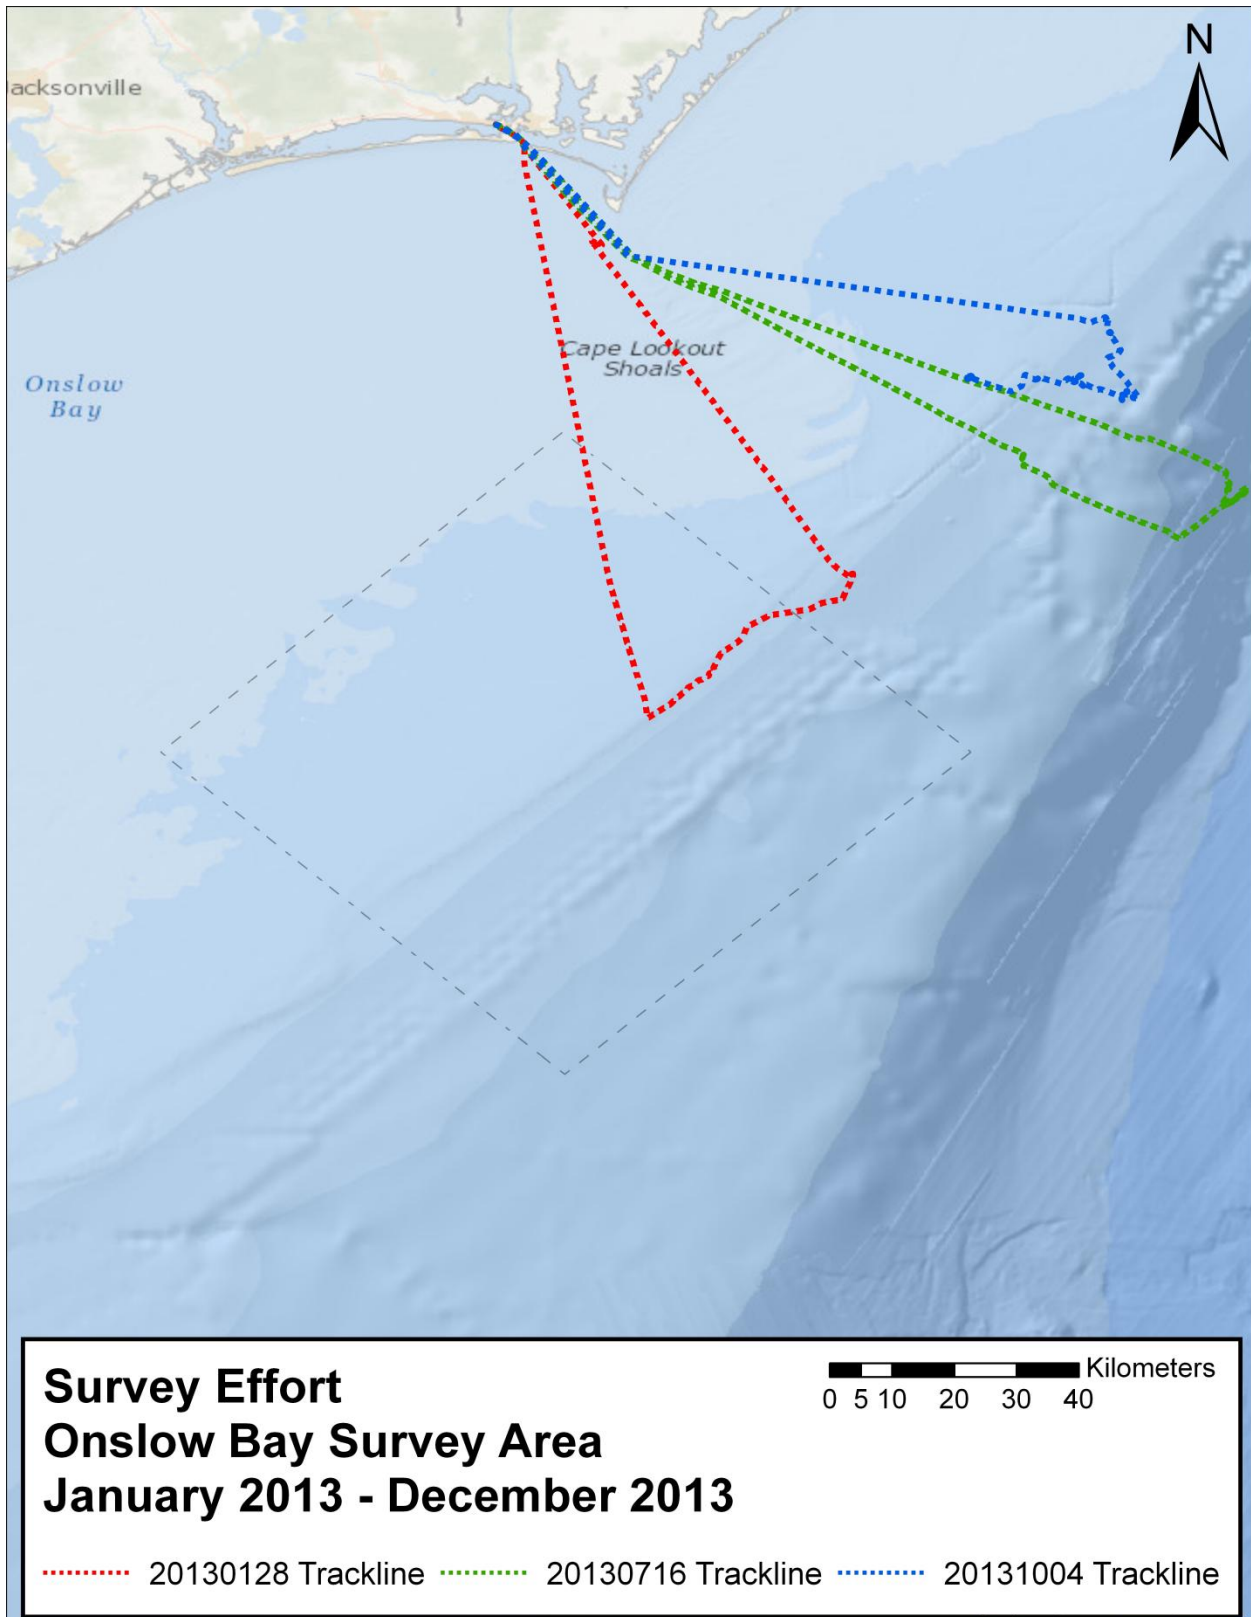 N
Jacksonville
Cape Lookout
Shoals
Onslow
Bay
Survey Effort
Onslow Bay Survey Area
January 2013 - December 2013
Kilometers
0 5 10 20 30 40
20130128 Trackline 20130716 Trackline 20131004 Trackline